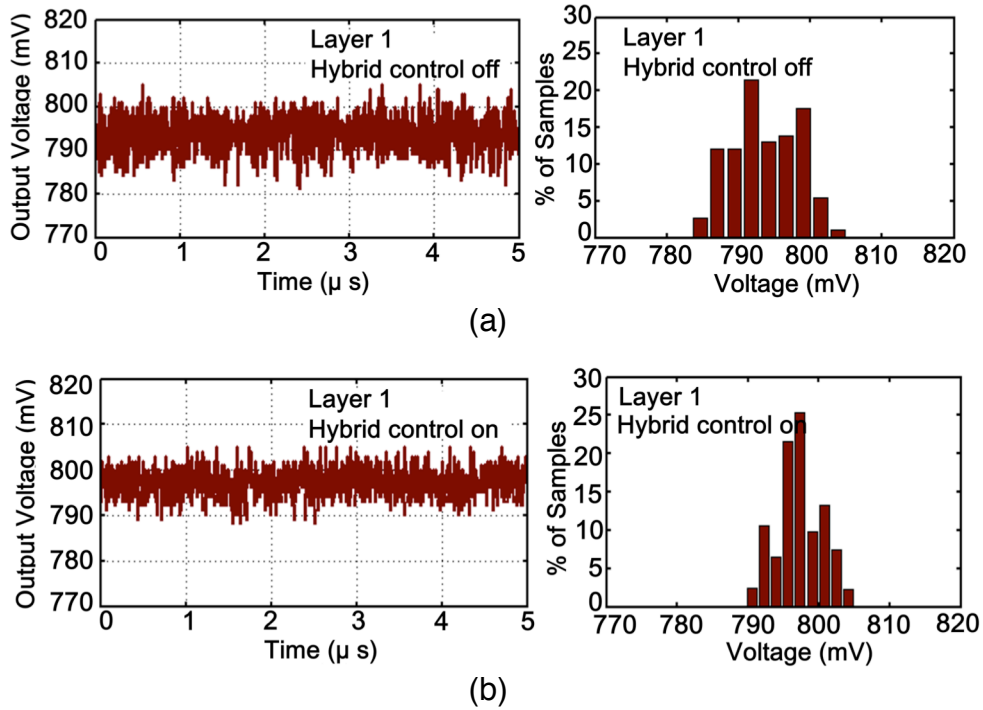 820
810
800
790
780
770
Output Voltage (mV)
Layer 1
Hybrid control off
0 1 2 3 4 5
Time (μ s)
30
25
20
15
10
5
0
% of Samples
Layer 1
Hybrid control off
770 780 790 800 810 820
Voltage (mV)
(a)
820
810
800
790
780
770
Output Voltage (mV)
Layer 1
Hybrid control on
0 1 2 3 4 5
Time (μ s)
30
25
20
15
10
5
0
% of Samples
Layer 1
Hybrid control on
770 780 790 800 810 820
Voltage (mV)
(b)